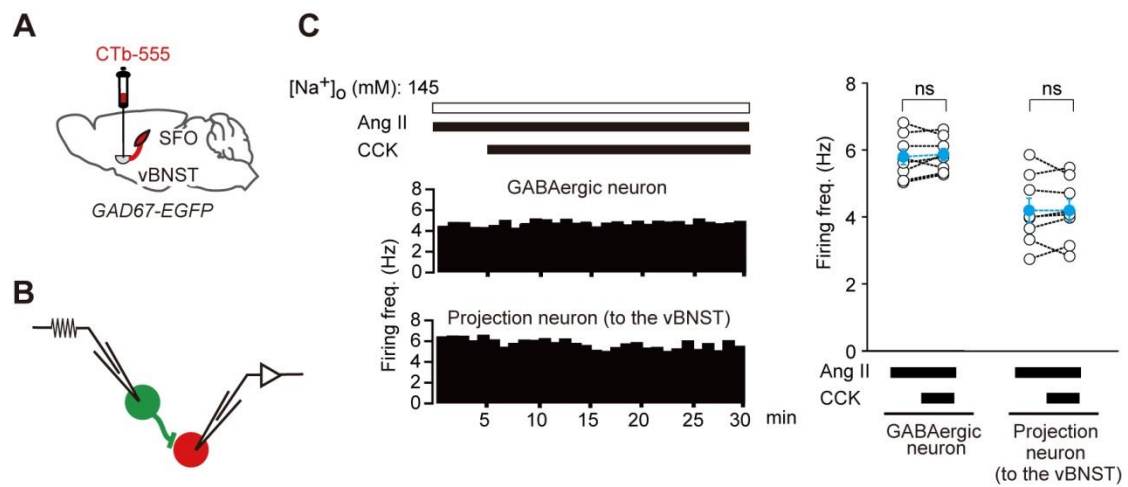 A
CTb-555
SFO
vBNST
GAD67-EGFP
B
C
[Na⁺]ₒ (mM): 145
Ang II
CCK
GABAergic neuron
8
6
4
2
0
Projection neuron (to the vBNST)
8
6
4
2
0
Firing freq. (Hz)
5 10 15 20 25 30 min
ns ns
8
6
4
2
0
Firing freq. (Hz)
Ang II
CCK
GABAergic
neuron
Projection
neuron
(to the vBNST)